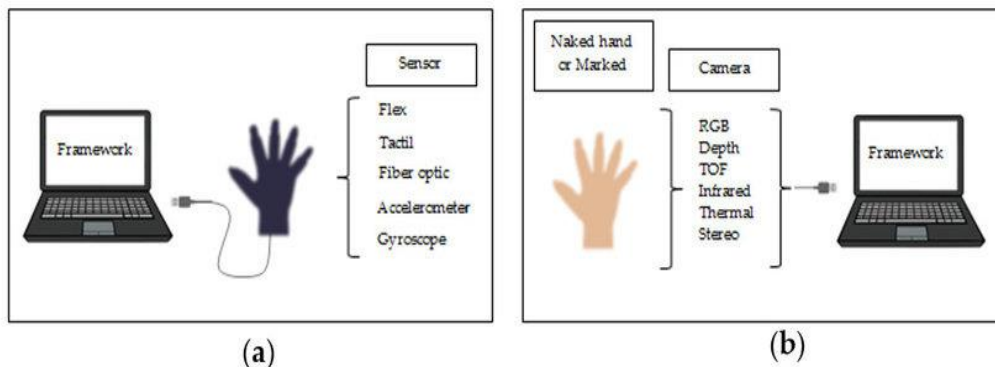 Sensor
Framework
Flex
Tactil
Fiber optic
Accelerometer
Gyroscope
(a)
Naked hand
or Marked
Camera
RGB
Depth
TOF
Infrared
Thermal
Stereo
Framework
(b)